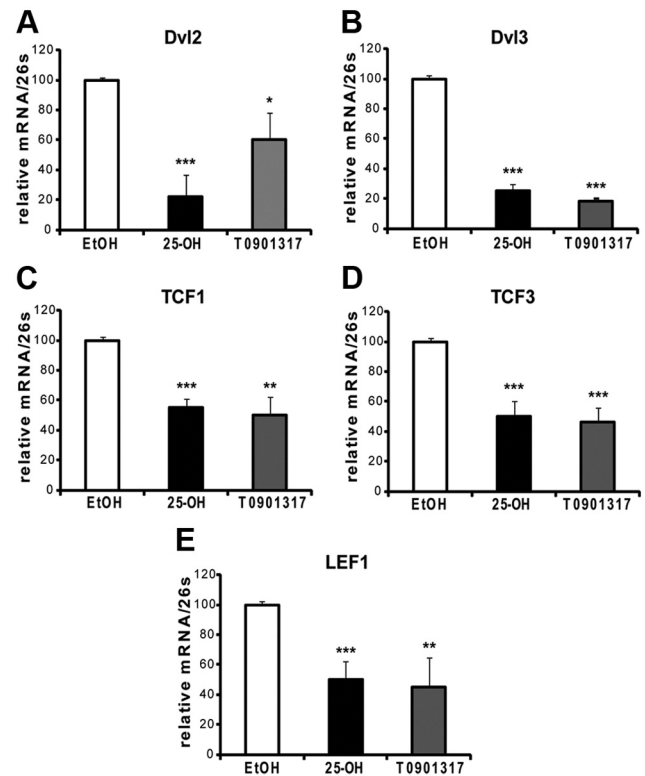 A
Dvl2
relative mRNA/26s
120
100
80
60
40
20
0
***
*
EtOH 25-OH T0901317
B
Dvl3
relative mRNA/26s
120
100
80
60
40
20
0
***
***
EtOH 25-OH T0901317
C
TCF1
relative mRNA/26s
120
100
80
60
40
20
0
***
**
EtOH 25-OH T0901317
D
TCF3
relative mRNA/26s
120
100
80
60
40
20
0
***
***
EtOH 25-OH T0901317
E
LEF1
relative mRNA/26s
120
100
80
60
40
20
0
***
**
EtOH 25-OH T0901317